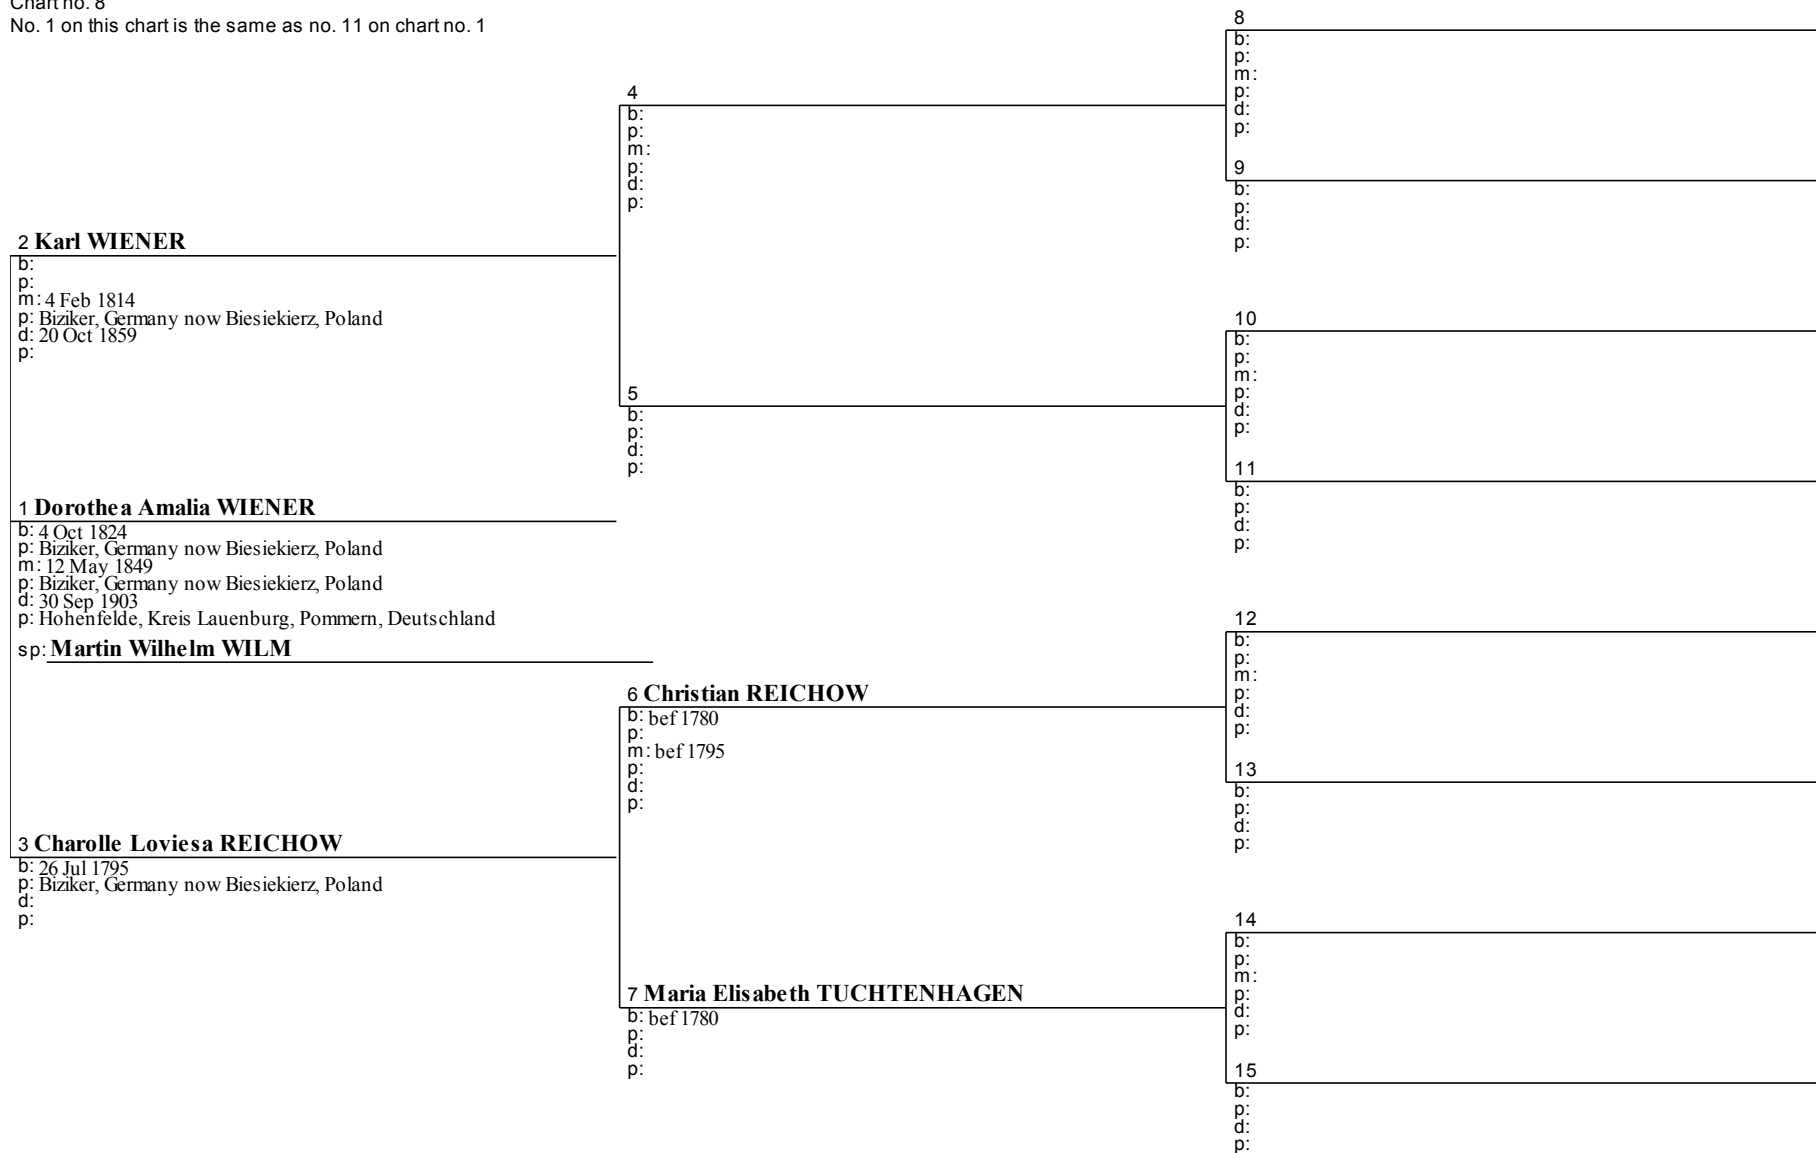 Chart no. 8
No. 1 on this chart is the same as no. 11 on chart no. 1
8
b:
p:
m:
p:
d:
p:
4
b:
p:
m:
p:
d:
p:
9
b:
p:
d:
p:
2 Karl WIENER
b:
p:
m: 4 Feb 1814
p: Biziker, Germany now Biesiekierz, Poland
d: 20 Oct 1859
p:
10
b:
p:
m:
p:
d:
p:
5
b:
p:
d:
p:
11
b:
p:
d:
p:
1 Dorothea Amalia WIENER
b: 4 Oct 1824
p: Biziker, Germany now Biesiekierz, Poland
m: 12 May 1849
p: Biziker, Germany now Biesiekierz, Poland
d: 30 Sep 1903
p: Hohenfelde, Kreis Lauenburg, Pommern, Deutschland
sp: Martin Wilhelm WILM
12
b:
p:
m:
p:
d:
p:
6 Christian REICHOW
b: bef 1780
p:
m: bef 1795
p:
d:
p:
13
b:
p:
d:
p:
3 Charolle Loviesa REICHOW
b: 26 Jul 1795
p: Biziker, Germany now Biesiekierz, Poland
d:
p:
14
b:
p:
m:
p:
d:
p:
7 Maria Elisabeth TUCHTENHAGEN
b: bef 1780
p:
d:
p:
15
b:
p:
d:
p: